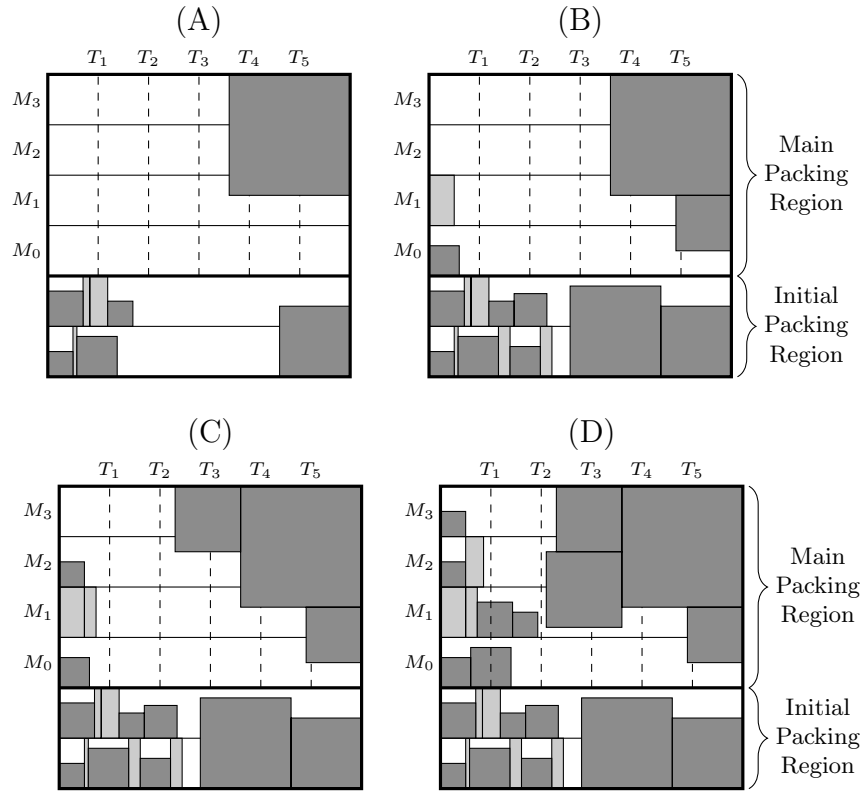 (A) (B)
T1 T2 T3 T4 T5 T1 T2 T3 T4 T5
M3 M3
M2 M2
M1 M1
M0 M0
Main
Packing
Region
Initial
Packing
Region
(C) (D)
T1 T2 T3 T4 T5 T1 T2 T3 T4 T5
M3 M3
M2 M2
M1 M1
M0 M0
Main
Packing
Region
Initial
Packing
Region